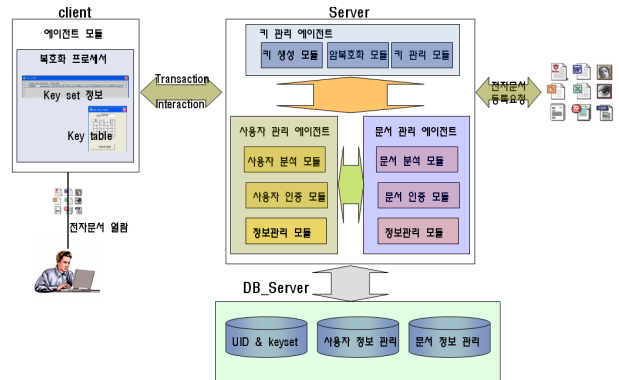 client
에이전트 모듈
복호화 프로세서
Key set 정보
Key table
전자문서 열람
Transaction
Interaction
Server
키 관리 에이전트
키 생성 모듈
암복호화 모듈
키 관리 모듈
사용자 관리 에이전트
사용자 분석 모듈
사용자 인증 모듈
정보관리 모듈
문서 관리 에이전트
문서 분석 모듈
문서 인증 모듈
정보관리 모듈
전자문서
등록요청
DB_Server
UID & keyset
사용자 정보 관리
문서 정보 관리